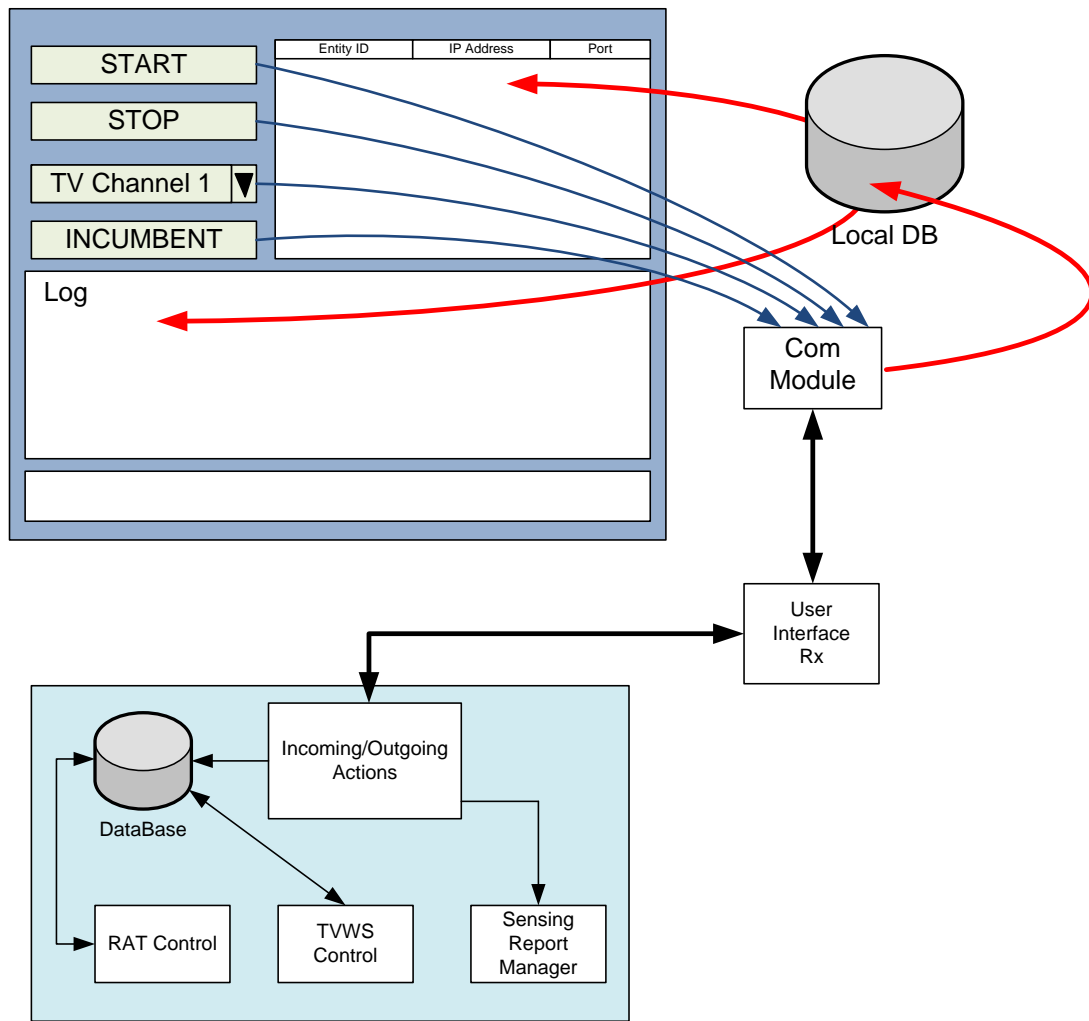 Entity ID
IP Address
Port
START
STOP
TV Channel 1
INCUMBENT
Local DB
Log
Com
Module
User
Interface
Rx
Incoming/Outgoing
Actions
DataBase
RAT Control
TVWS
Control
Sensing
Report
Manager